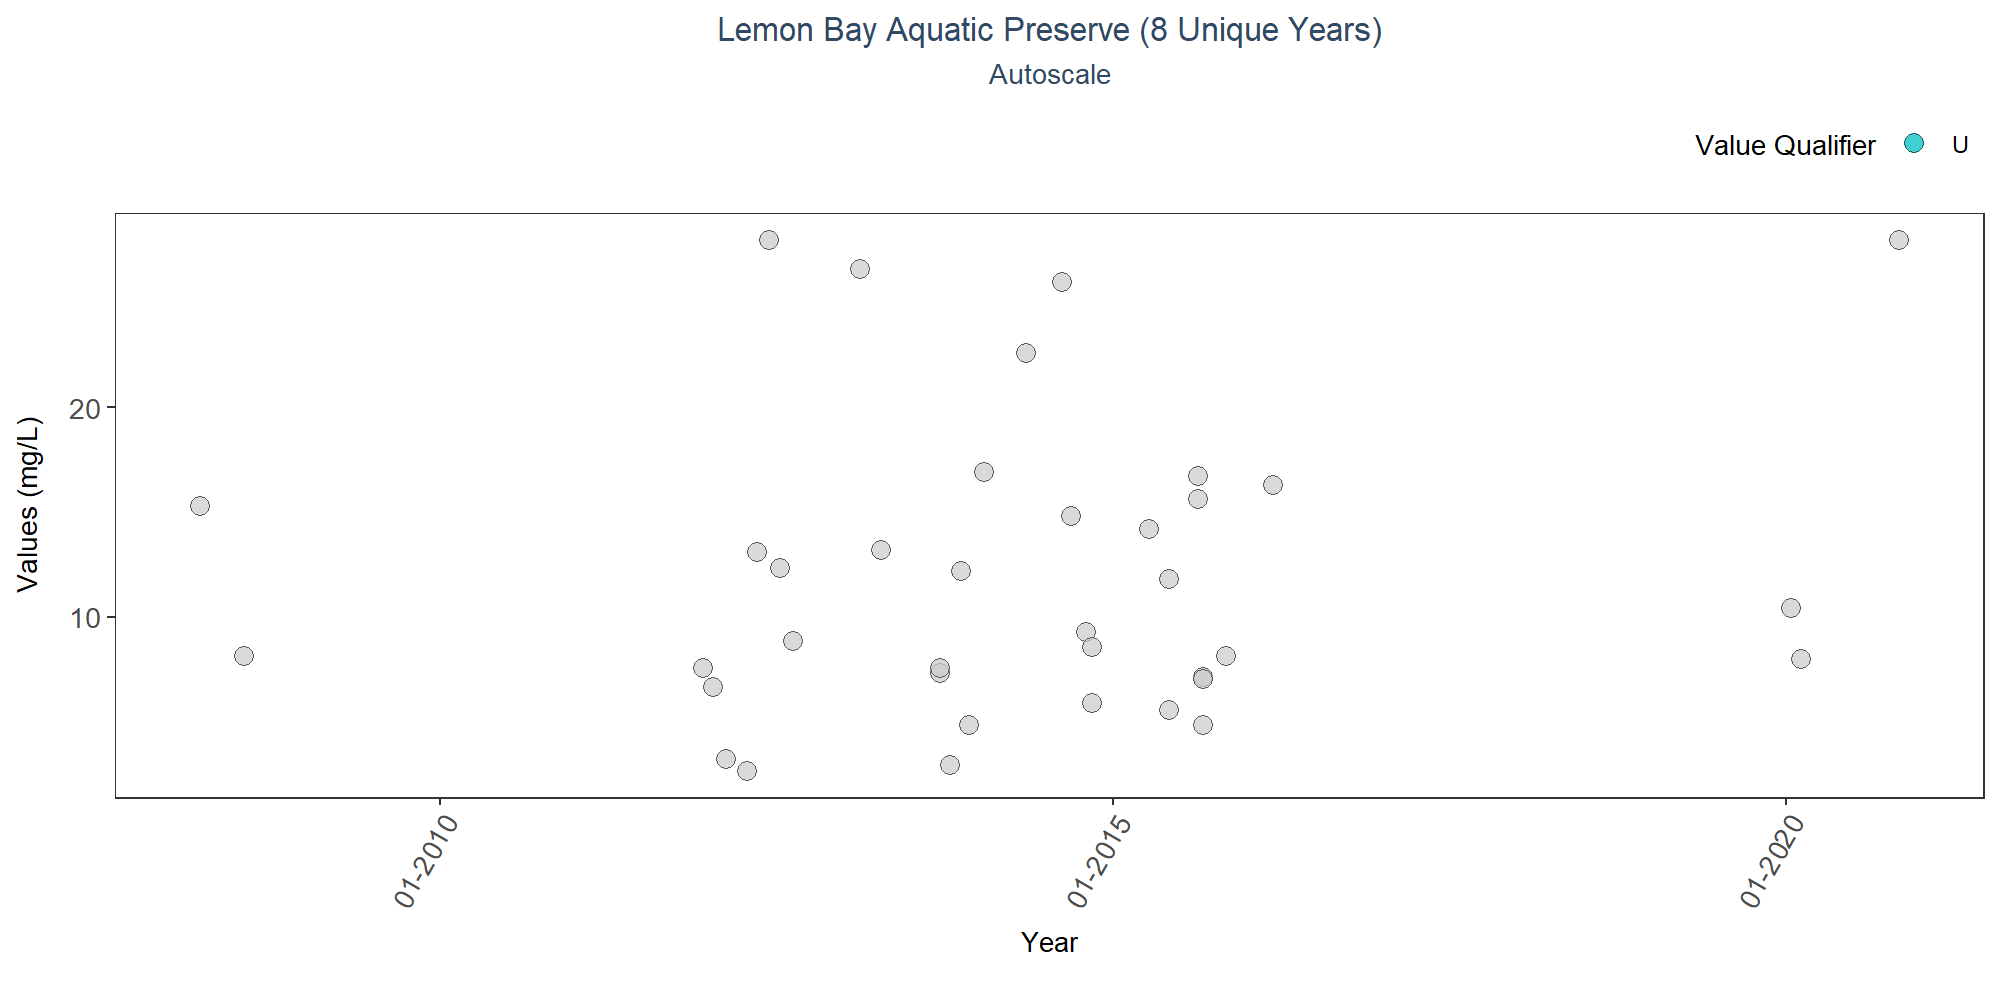 Lemon Bay Aquatic Preserve (8 Unique Years)
Autoscale
Value Qualifier U
Values (mg/L)
20
10
01-2010
01-2015
01-2020
Year